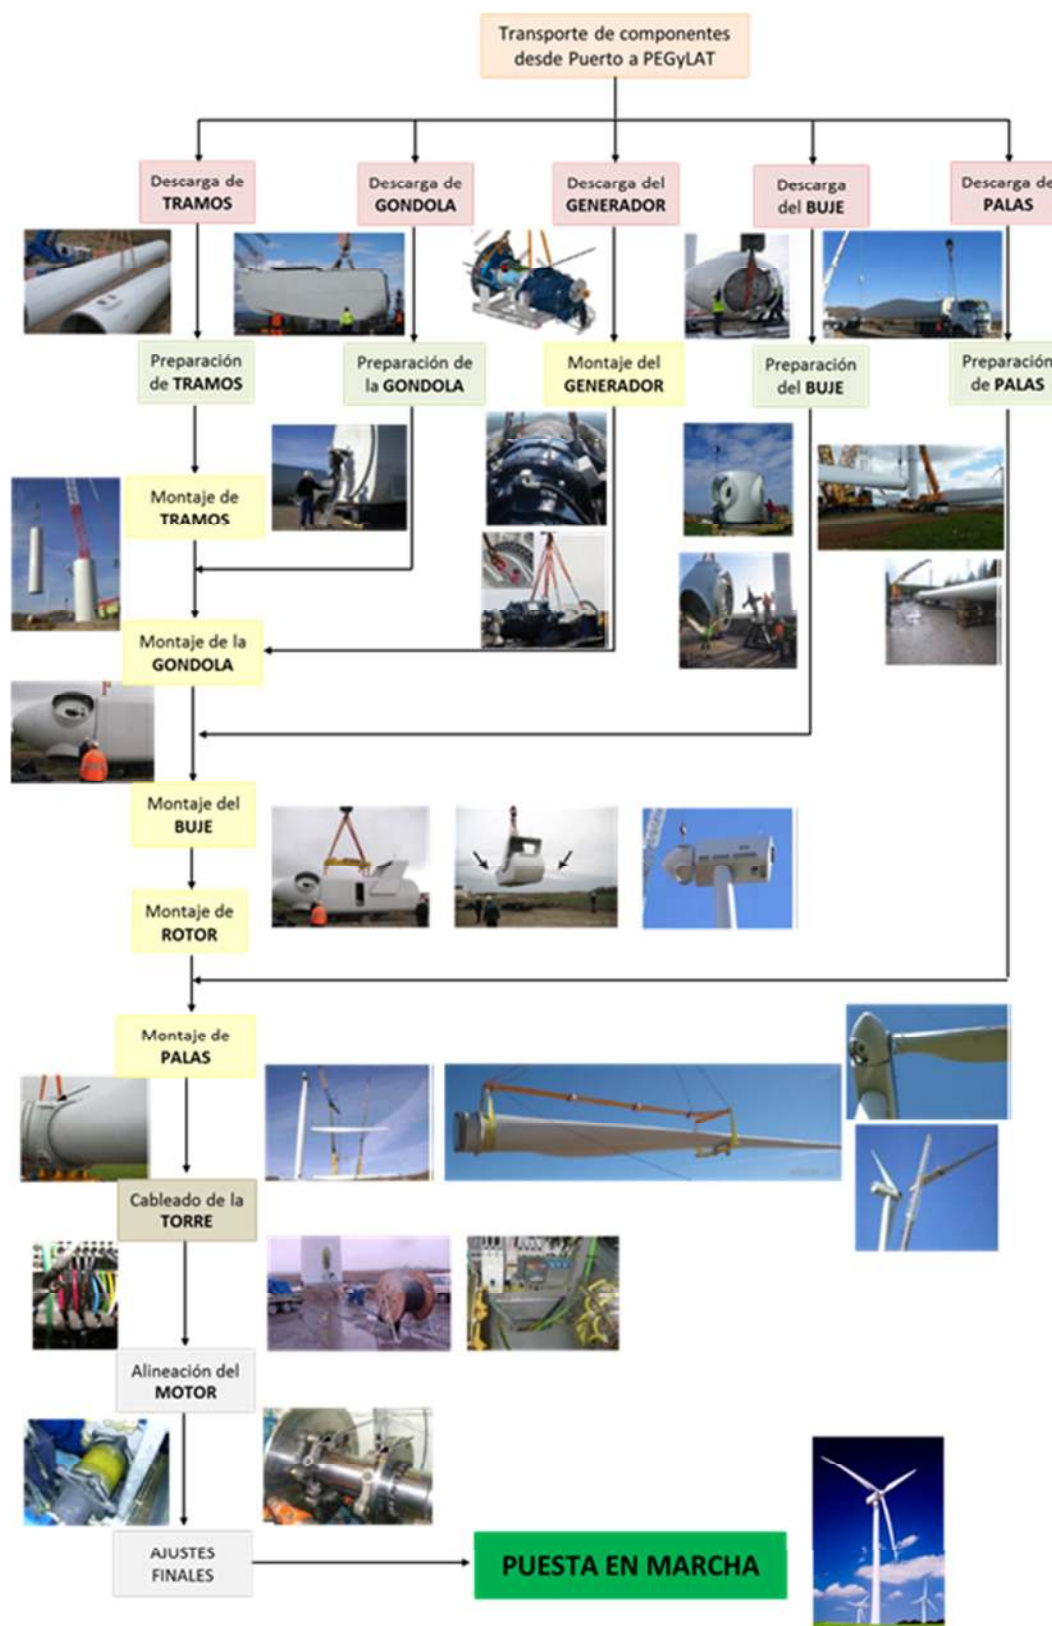 Transporte de componentes
desde Puerto a PEGyLAT
Descarga de
TRAMOS
Descarga de
GONDOLA
Descarga del
GENERADOR
Descarga
del BUJE
Descarga de
PALAS
Preparación
de TRAMOS
Preparación de
la GONDOLA
Montaje del
GENERADOR
Preparación
del BUJE
Preparación
de PALAS
Montaje de
TRAMOS
Montaje de la
GONDOLA
Montaje del
BUJE
Montaje de
ROTOR
Montaje de
PALAS
Cableado de la
TORRE
Alineación del
MOTOR
AJUSTES
FINALES
PUESTA EN MARCHA